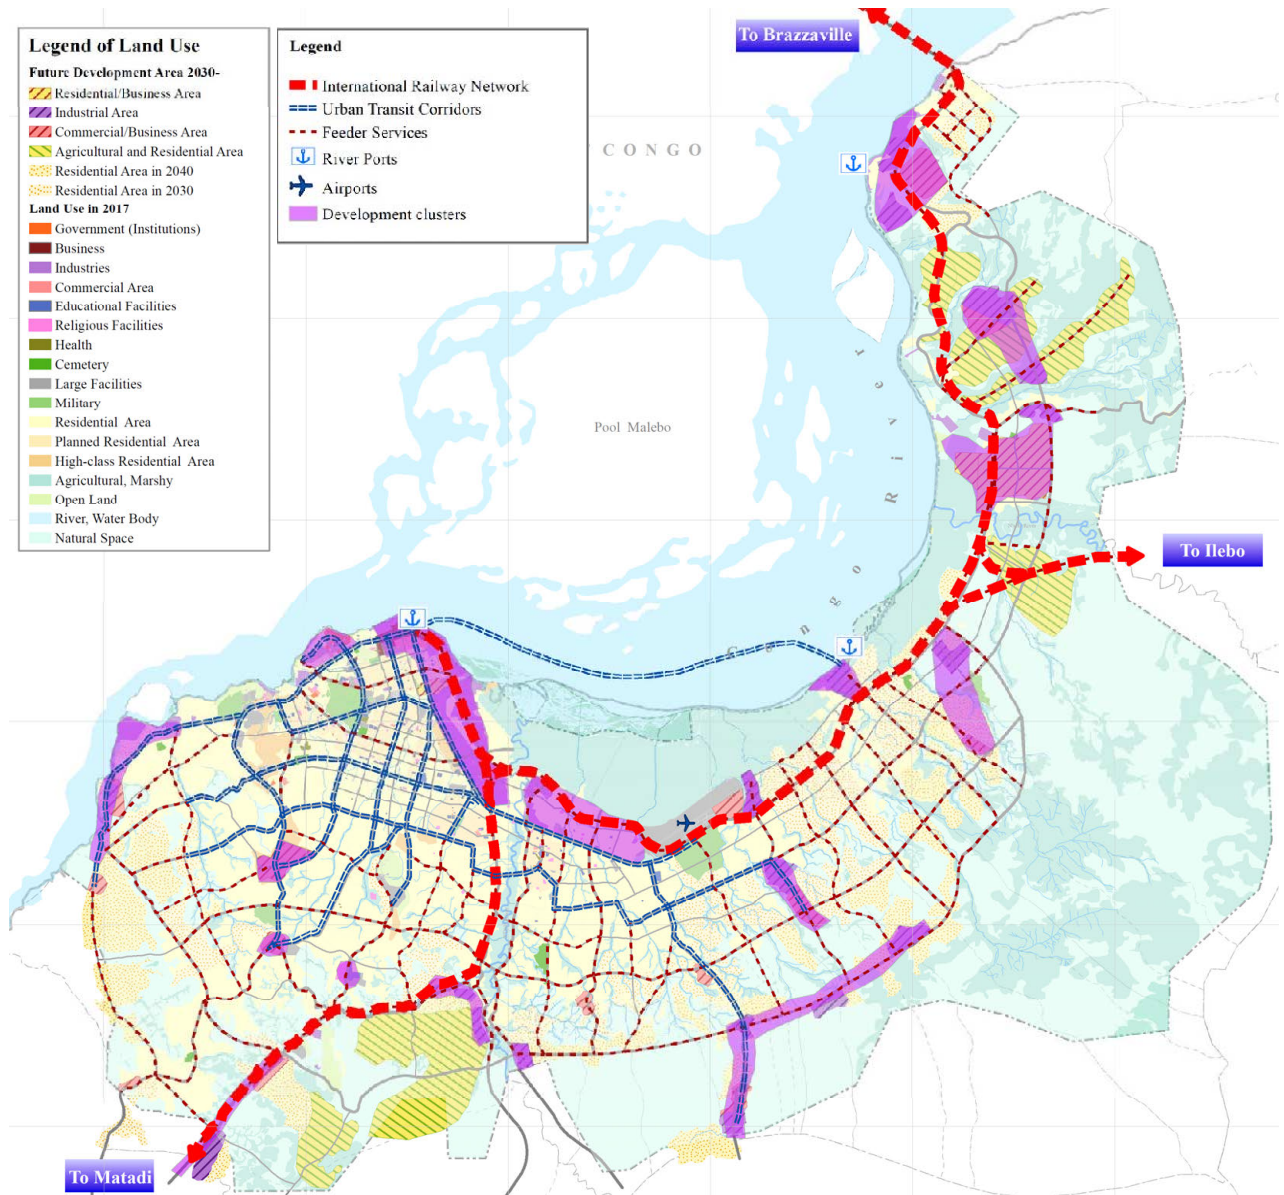 To Brazzaville
Legend of Land Use
Future Development Area 2030-
Residential/Business Area
Industrial Area
Commercial/Business Area
Agricultural and Residential Area
Residential Area in 2040
Residential Area in 2030
Land Use in 2017
Government (Institutions)
Business
Industries
Commercial Area
Educational Facilities
Religious Facilities
Health
Cemetery
Large Facilities
Military
Residential Area
Planned Residential Area
High-class Residential Area
Agricultural, Marshy
Open Land
River, Water Body
Natural Space
Legend
International Railway Network
Urban Transit Corridors
Feeder Services
River Ports
Airports
Development clusters
CONGO
Pool Malebo
Congo River
To Ilebo
To Matadi